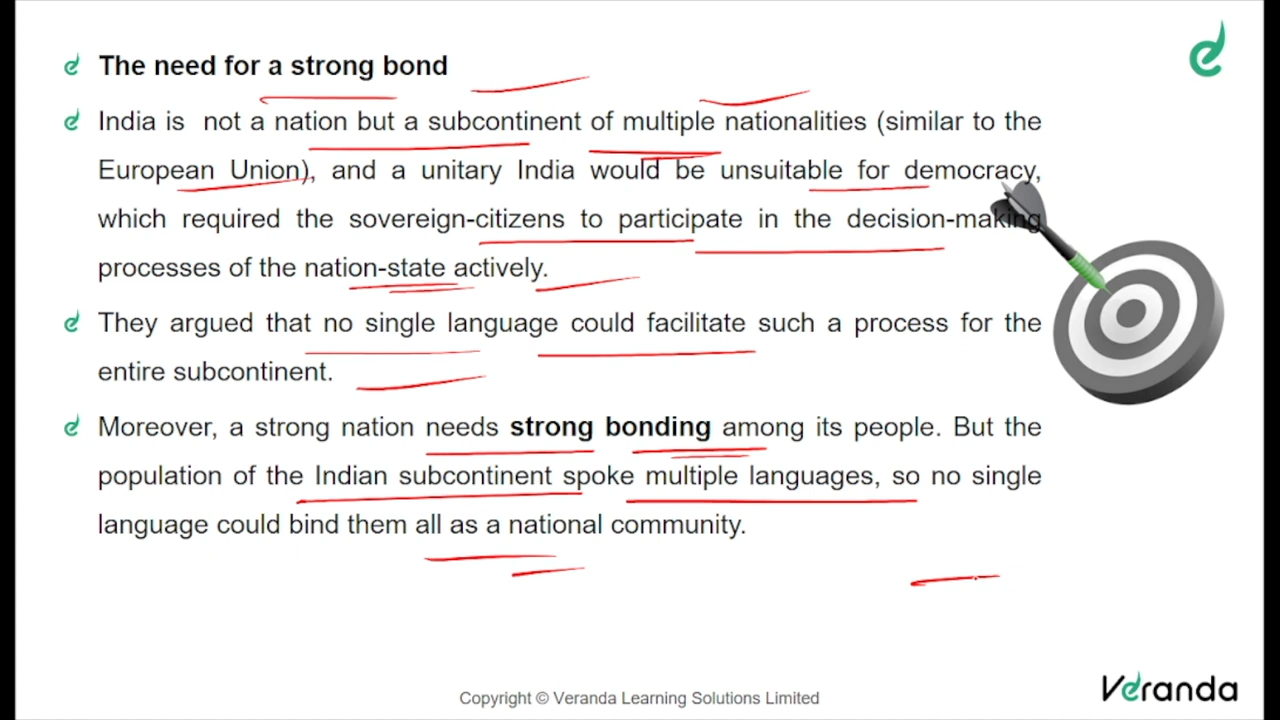 The need for a strong bond
India is not a nation but a subcontinent of multiple nationalities (similar to the
European Union), and a unitary India would be unsuitable for democracy,
which required the sovereign-citizens to participate in the decision-making
processes of the nation-state actively.
They argued that no single language could facilitate such a process for the
entire subcontinent.
Moreover, a strong nation needs strong bonding among its people. But the
population of the Indian subcontinent spoke multiple languages, so no single
language could bind them all as a national community.
Copyright © Veranda Learning Solutions Limited
Veranda